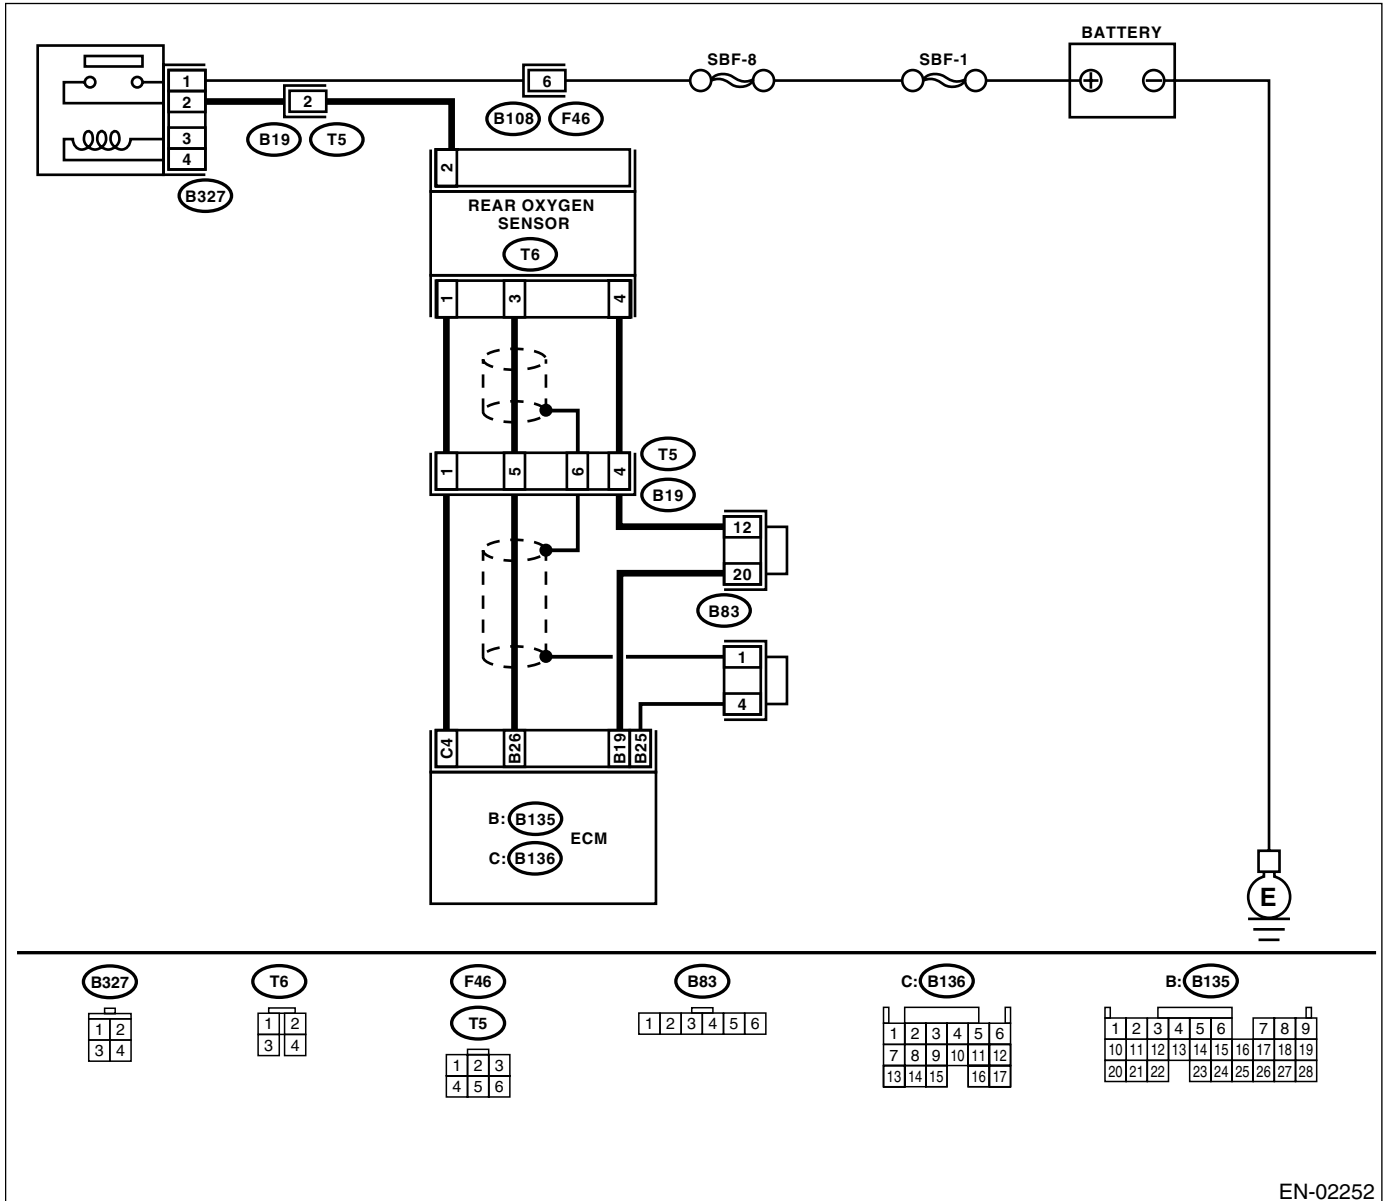 BATTERY
SBF-8
SBF-1
1
6
+
−
2
2
B108 F46
3
B19 T5
4
2
B327
REAR OXYGEN
SENSOR
T6
1 3 4
T5
1 5 6 4
B19
12
20
B83
1
4
C4 B26 B19 B25
B: B135
ECM
C: B136
E
B327 T6 F46 B83 C: B136 B: B135
T5
1 2
3 4
1 2
3 4
1 2 3
4 5 6
1 2 3 4 5 6
1 2 3 4 5 6
7 8 9 10 11 12
13 14 15 16 17
1 2 3 4 5 6 7 8 9
10 11 12 13 14 15 16 17 18 19
20 21 22 23 24 25 26 27 28
EN-02252